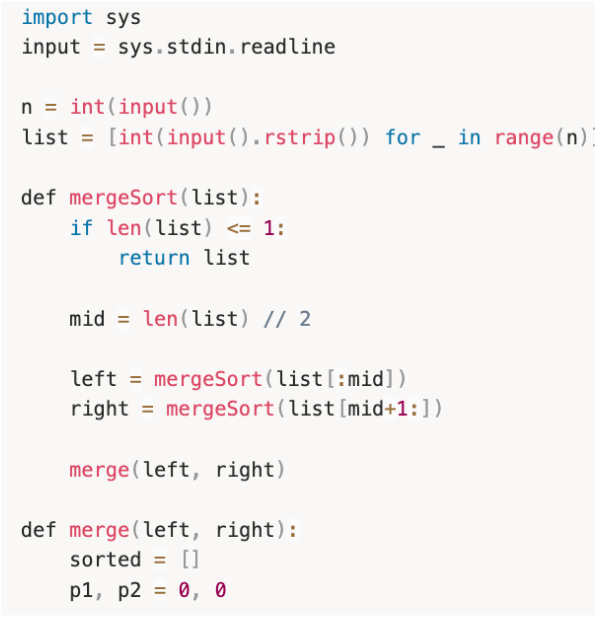 import sys
input = sys.stdin.readline
n = int(input())
list = [int(input().rstrip()) for _ in range(n)]
def mergeSort(list):
if len(list) <= 1:
return list
mid = len(list) // 2
left = mergeSort(list[:mid])
right = mergeSort(list[mid+1:])
merge(left, right)
def merge(left, right):
sorted = []
p1, p2 = 0, 0